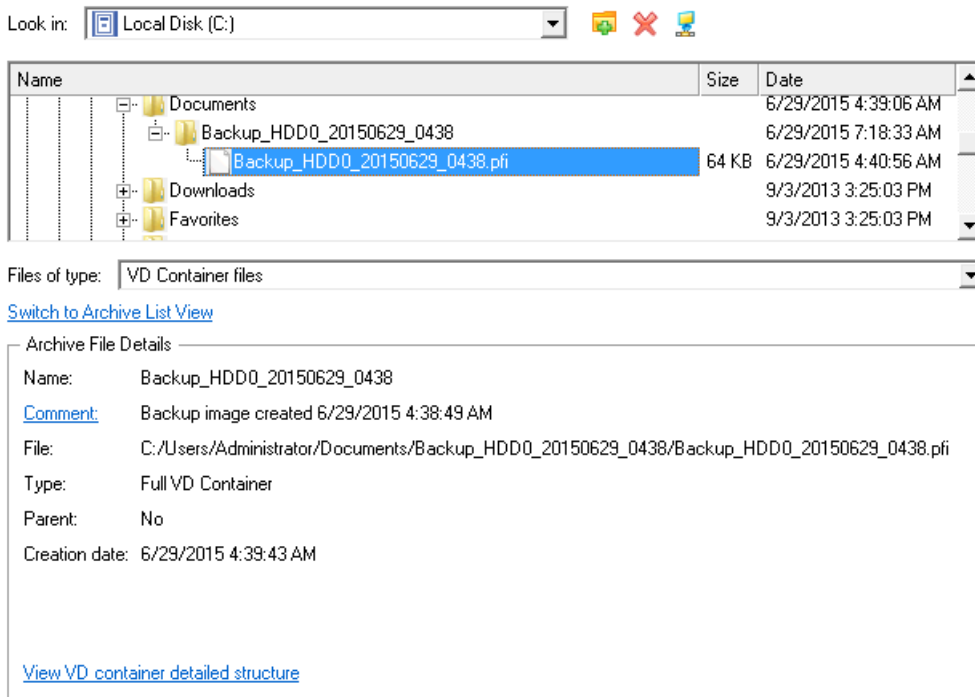 Look in: Local Disk (C:)
Name Size Date
Documents 6/29/2015 4:39:06 AM
Backup_HDD0_20150629_0438 6/29/2015 7:18:33 AM
Backup_HDD0_20150629_0438.pfi 64 KB 6/29/2015 4:40:56 AM
Downloads 9/3/2013 3:25:03 PM
Favorites 9/3/2013 3:25:03 PM
Files of type: VD Container files
Switch to Archive List View
Archive File Details
Name: Backup_HDD0_20150629_0438
Comment: Backup image created 6/29/2015 4:38:49 AM
File: C:/Users/Administrator/Documents/Backup_HDD0_20150629_0438/Backup_HDD0_20150629_0438.pfi
Type: Full VD Container
Parent: No
Creation date: 6/29/2015 4:39:43 AM
View VD container detailed structure